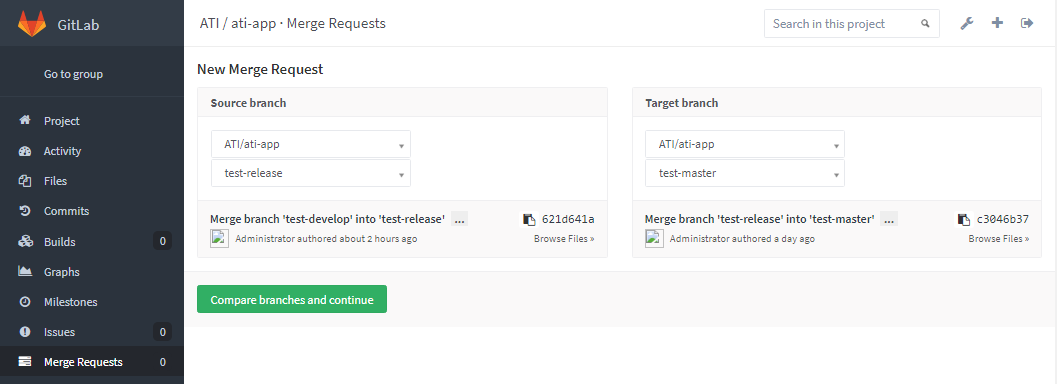 GitLab
ATI / ati-app · Merge Requests
Search in this project
Go to group
Project
Activity
Files
Commits
Builds 0
Graphs
Milestones
Issues 0
Merge Requests 0
New Merge Request
Source branch
ATI/ati-app
test-release
Merge branch 'test-develop' into 'test-release' ... 621d641a
Administrator authored about 2 hours ago Browse Files »
Target branch
ATI/ati-app
test-master
Merge branch 'test-release' into 'test-master' ... c3046b37
Administrator authored a day ago Browse Files »
Compare branches and continue